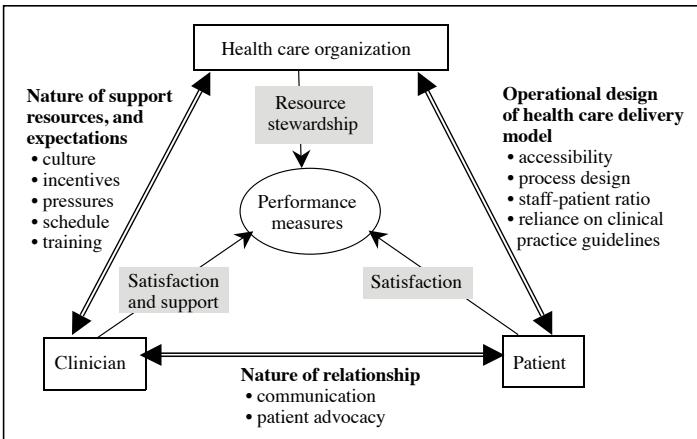 Health care organization
Nature of support
resources, and
expectations
• culture
• incentives
• pressures
• schedule
• training
Resource
stewardship
Operational design
of health care delivery
model
• accessibility
• process design
• staff-patient ratio
• reliance on clinical
practice guidelines
Performance
measures
Satisfaction
and support
Satisfaction
Clinician
Patient
Nature of relationship
• communication
• patient advocacy